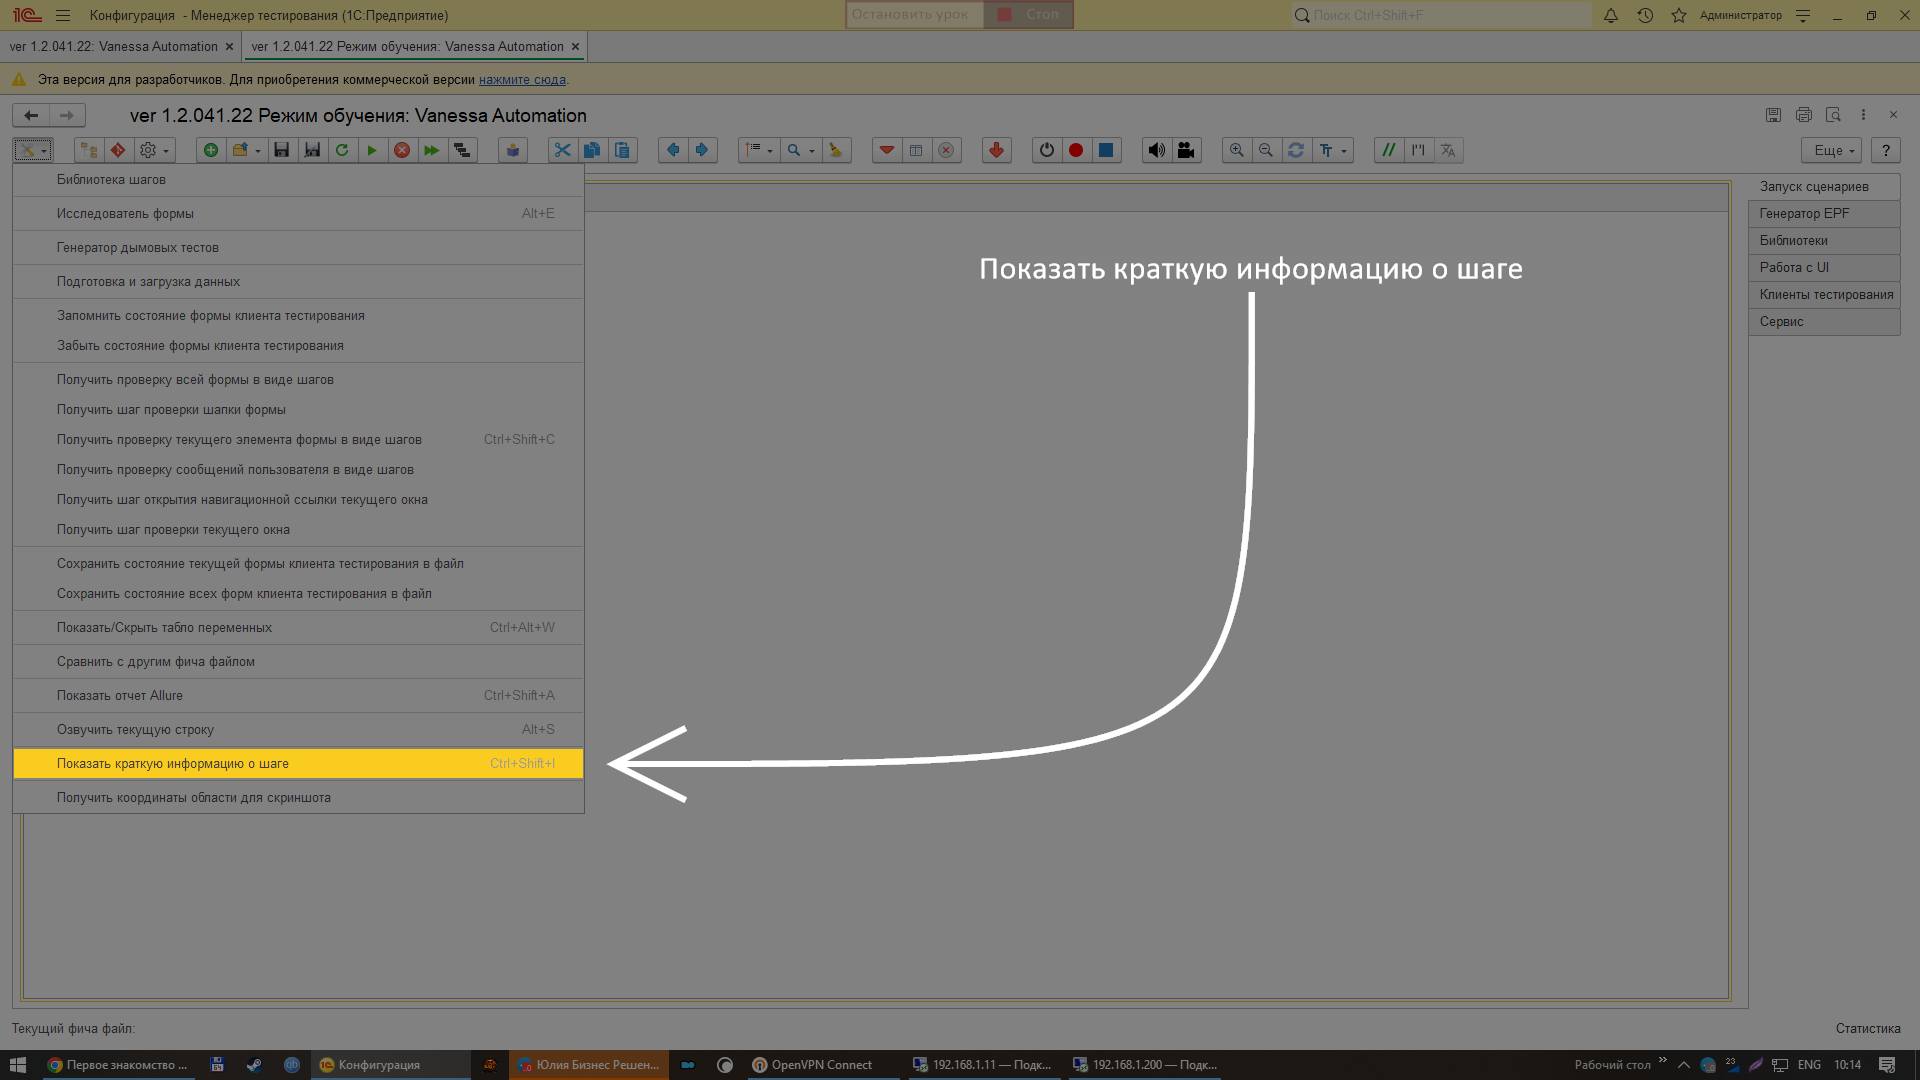 Конфигурация - Менеджер тестирования (1С:Предприятие)
Остановить урок
Стоп
Поиск Ctrl+Shift+F
Администратор
ver 1.2.041.22: Vanessa Automation
ver 1.2.041.22 Режим обучения: Vanessa Automation
Эта версия для разработчиков. Для приобретения коммерческой версии нажмите сюда.
ver 1.2.041.22 Режим обучения: Vanessa Automation
Еще
?
Библиотека шагов
Исследователь формы Alt+E
Генератор дымовых тестов
Подготовка и загрузка данных
Запомнить состояние формы клиента тестирования
Забыть состояние формы клиента тестирования
Получить проверку всей формы в виде шагов
Получить шаг проверки шапки формы
Получить проверку текущего элемента формы в виде шагов Ctrl+Shift+C
Получить проверку сообщений пользователя в виде шагов
Получить шаг открытия навигационной ссылки текущего окна
Получить шаг проверки текущего окна
Сохранить состояние текущей формы клиента тестирования в файл
Сохранить состояние всех форм клиента тестирования в файл
Показать/Скрыть табло переменных Ctrl+Alt+W
Сравнить с другим фича файлом
Показать отчет Allure Ctrl+Shift+A
Озвучить текущую строку Alt+S
Показать краткую информацию о шаге Ctrl+Shift+I
Получить координаты области для скриншота
Показать краткую информацию о шаге
Запуск сценариев
Генератор EPF
Библиотеки
Работа с UI
Клиенты тестирования
Сервис
Текущий фича файл:
Статистика
Первое знакомство ...
Конфигурация
Юлия Бизнес Решен...
OpenVPN Connect
192.168.1.11 — Подк...
192.168.1.200 — Подк...
Рабочий стол
23
ENG
10:14